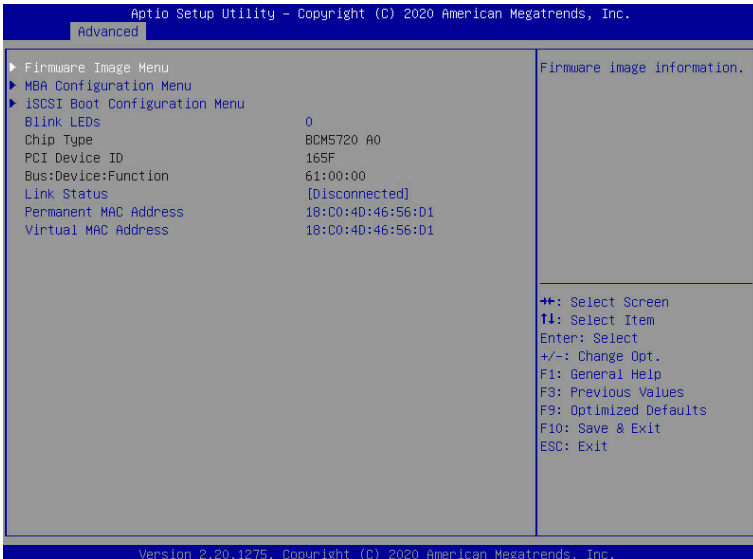 Aptio Setup Utility – Copyright (C) 2020 American Megatrends, Inc.
Advanced
Firmware Image Menu
MBA Configuration Menu
iSCSI Boot Configuration Menu
Blink LEDs 0
Chip Type BCM5720 A0
PCI Device ID 165F
Bus:Device:Function 61:00:00
Link Status [Disconnected]
Permanent MAC Address 18:C0:4D:46:56:D1
Virtual MAC Address 18:C0:4D:46:56:D1
Firmware image information.
→←: Select Screen
↑↓: Select Item
Enter: Select
+/-: Change Opt.
F1: General Help
F3: Previous Values
F9: Optimized Defaults
F10: Save & Exit
ESC: Exit
Version 2.20.1275. Copyright (C) 2020 American Megatrends, Inc.